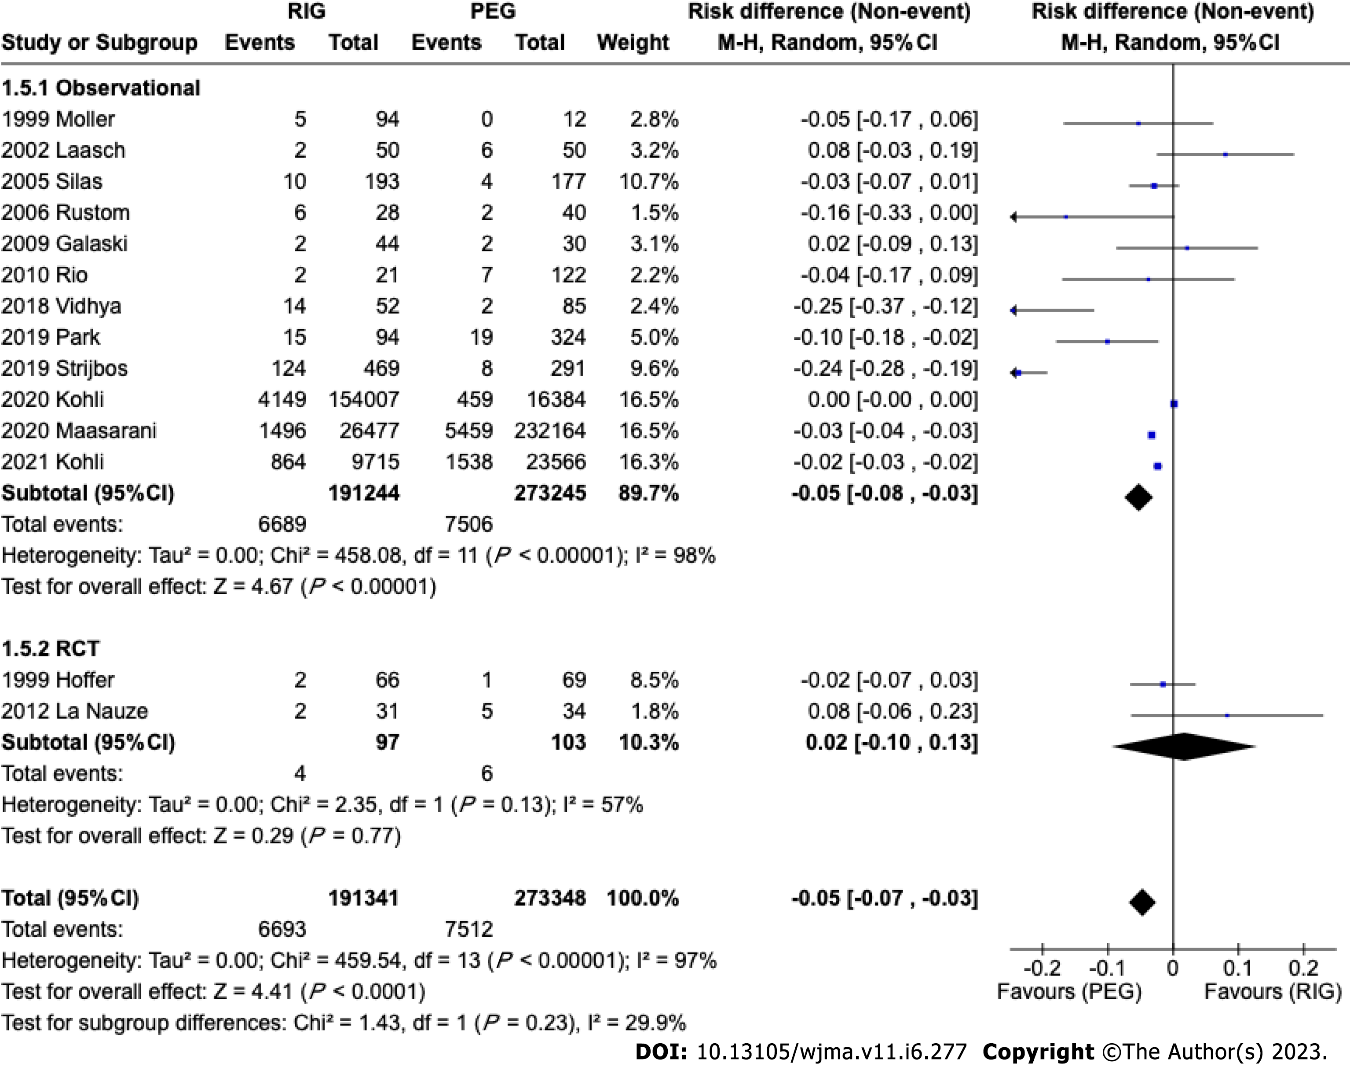 RIG PEG Risk difference (Non-event) Risk difference (Non-event)
Study or Subgroup Events Total Events Total Weight M-H, Random, 95%CI M-H, Random, 95%CI
1.5.1 Observational
1999 Moller 5 94 0 12 2.8% -0.05 [-0.17 , 0.06]
2002 Laasch 2 50 6 50 3.2% 0.08 [-0.03 , 0.19]
2005 Silas 10 193 4 177 10.7% -0.03 [-0.07 , 0.01]
2006 Rustom 6 28 2 40 1.5% -0.16 [-0.33 , 0.00]
2009 Galaski 2 44 2 30 3.1% 0.02 [-0.09 , 0.13]
2010 Rio 2 21 7 122 2.2% -0.04 [-0.17 , 0.09]
2018 Vidhya 14 52 2 85 2.4% -0.25 [-0.37 , -0.12]
2019 Park 15 94 19 324 5.0% -0.10 [-0.18 , -0.02]
2019 Strijbos 124 469 8 291 9.6% -0.24 [-0.28 , -0.19]
2020 Kohli 4149 154007 459 16384 16.5% 0.00 [-0.00 , 0.00]
2020 Maasarani 1496 26477 5459 232164 16.5% -0.03 [-0.04 , -0.03]
2021 Kohli 864 9715 1538 23566 16.3% -0.02 [-0.03 , -0.02]
Subtotal (95%CI) 191244 273245 89.7% -0.05 [-0.08 , -0.03]
Total events: 6689 7506
Heterogeneity: Tau² = 0.00; Chi² = 458.08, df = 11 (P < 0.00001); I² = 98%
Test for overall effect: Z = 4.67 (P < 0.00001)
1.5.2 RCT
1999 Hoffer 2 66 1 69 8.5% -0.02 [-0.07 , 0.03]
2012 La Nauze 2 31 5 34 1.8% 0.08 [-0.06 , 0.23]
Subtotal (95%CI) 97 103 10.3% 0.02 [-0.10 , 0.13]
Total events: 4 6
Heterogeneity: Tau² = 0.00; Chi² = 2.35, df = 1 (P = 0.13); I² = 57%
Test for overall effect: Z = 0.29 (P = 0.77)
Total (95%CI) 191341 273348 100.0% -0.05 [-0.07 , -0.03]
Total events: 6693 7512
Heterogeneity: Tau² = 0.00; Chi² = 459.54, df = 13 (P < 0.00001); I² = 97%
Test for overall effect: Z = 4.41 (P < 0.0001)
Test for subgroup differences: Chi² = 1.43, df = 1 (P = 0.23), I² = 29.9%
-0.2 -0.1 0 0.1 0.2
Favours (PEG) Favours (RIG)
DOI: 10.13105/wjma.v11.i6.277 Copyright ©The Author(s) 2023.